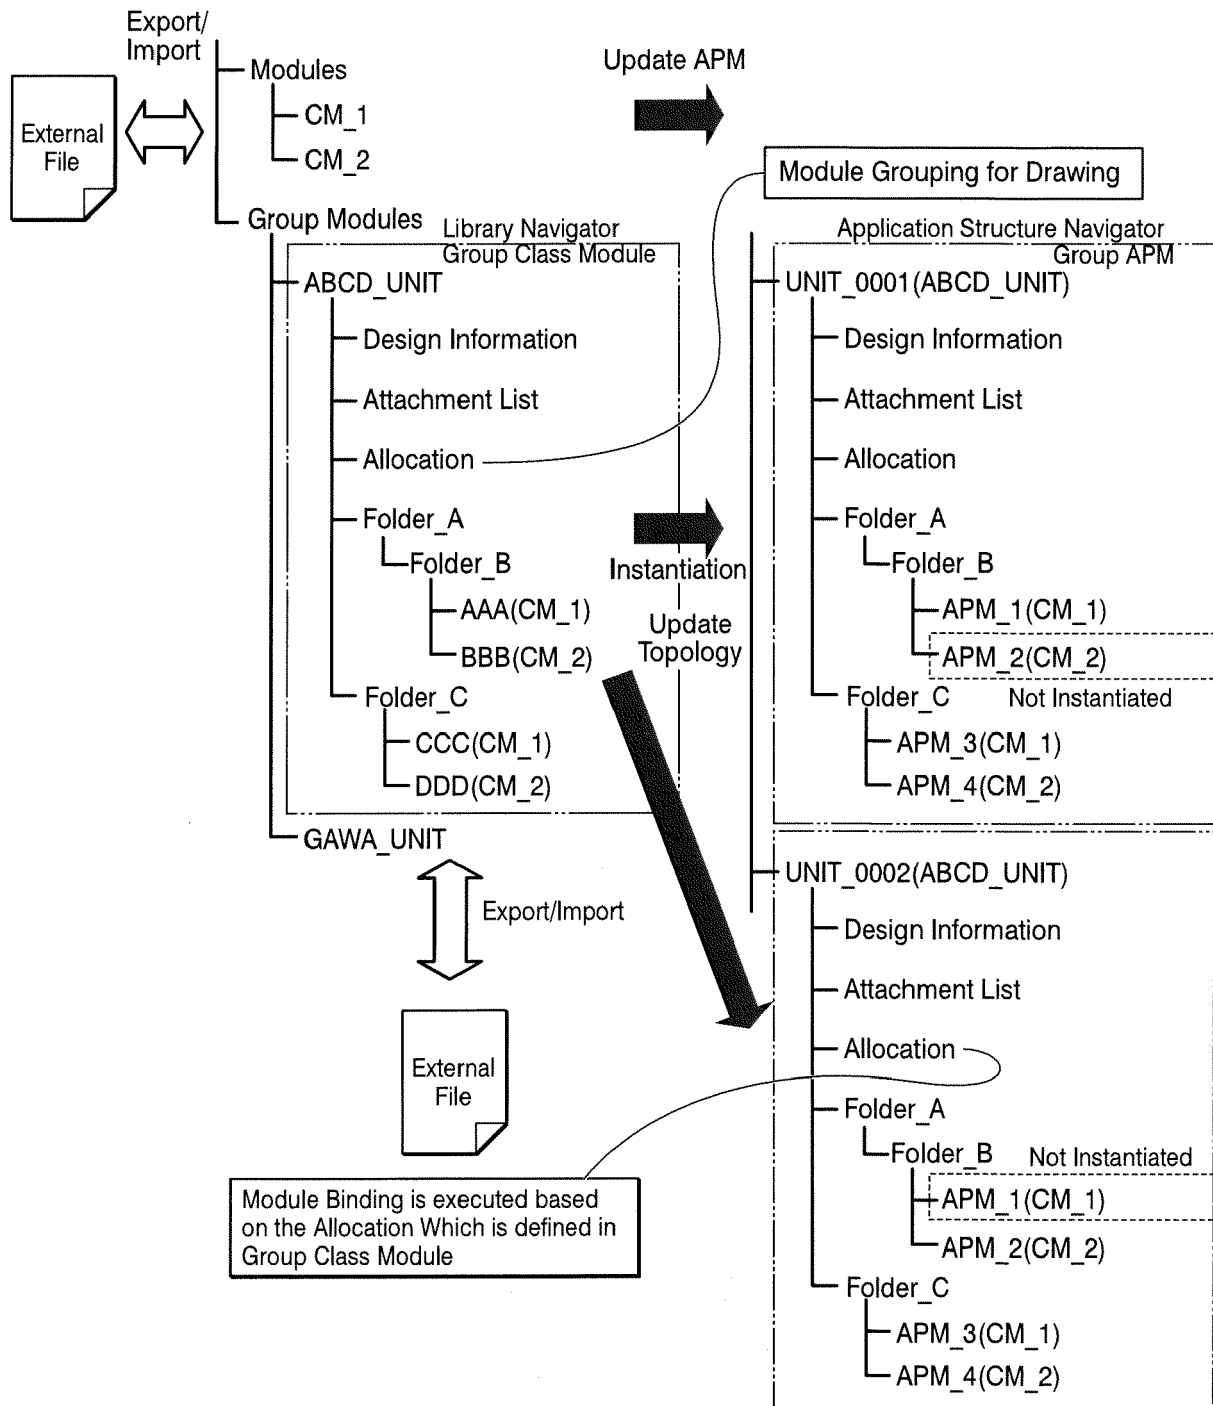 Export/
Import
Modules
CM_1
CM_2
External
File
Update APM
Module Grouping for Drawing
Group Modules
Library Navigator
Group Class Module
ABCD_UNIT
Design Information
Attachment List
Allocation
Folder_A
Folder_B
AAA(CM_1)
BBB(CM_2)
Folder_C
CCC(CM_1)
DDD(CM_2)
GAWA_UNIT
Export/Import
External
File
Instantiation
Update
Topology
Application Structure Navigator
Group APM
UNIT_0001(ABCD_UNIT)
Design Information
Attachment List
Allocation
Folder_A
Folder_B
APM_1(CM_1)
APM_2(CM_2)
Not Instantiated
Folder_C
APM_3(CM_1)
APM_4(CM_2)
UNIT_0002(ABCD_UNIT)
Design Information
Attachment List
Allocation
Folder_A
Folder_B
Not Instantiated
APM_1(CM_1)
APM_2(CM_2)
Folder_C
APM_3(CM_1)
APM_4(CM_2)
Module Binding is executed based
on the Allocation Which is defined in
Group Class Module